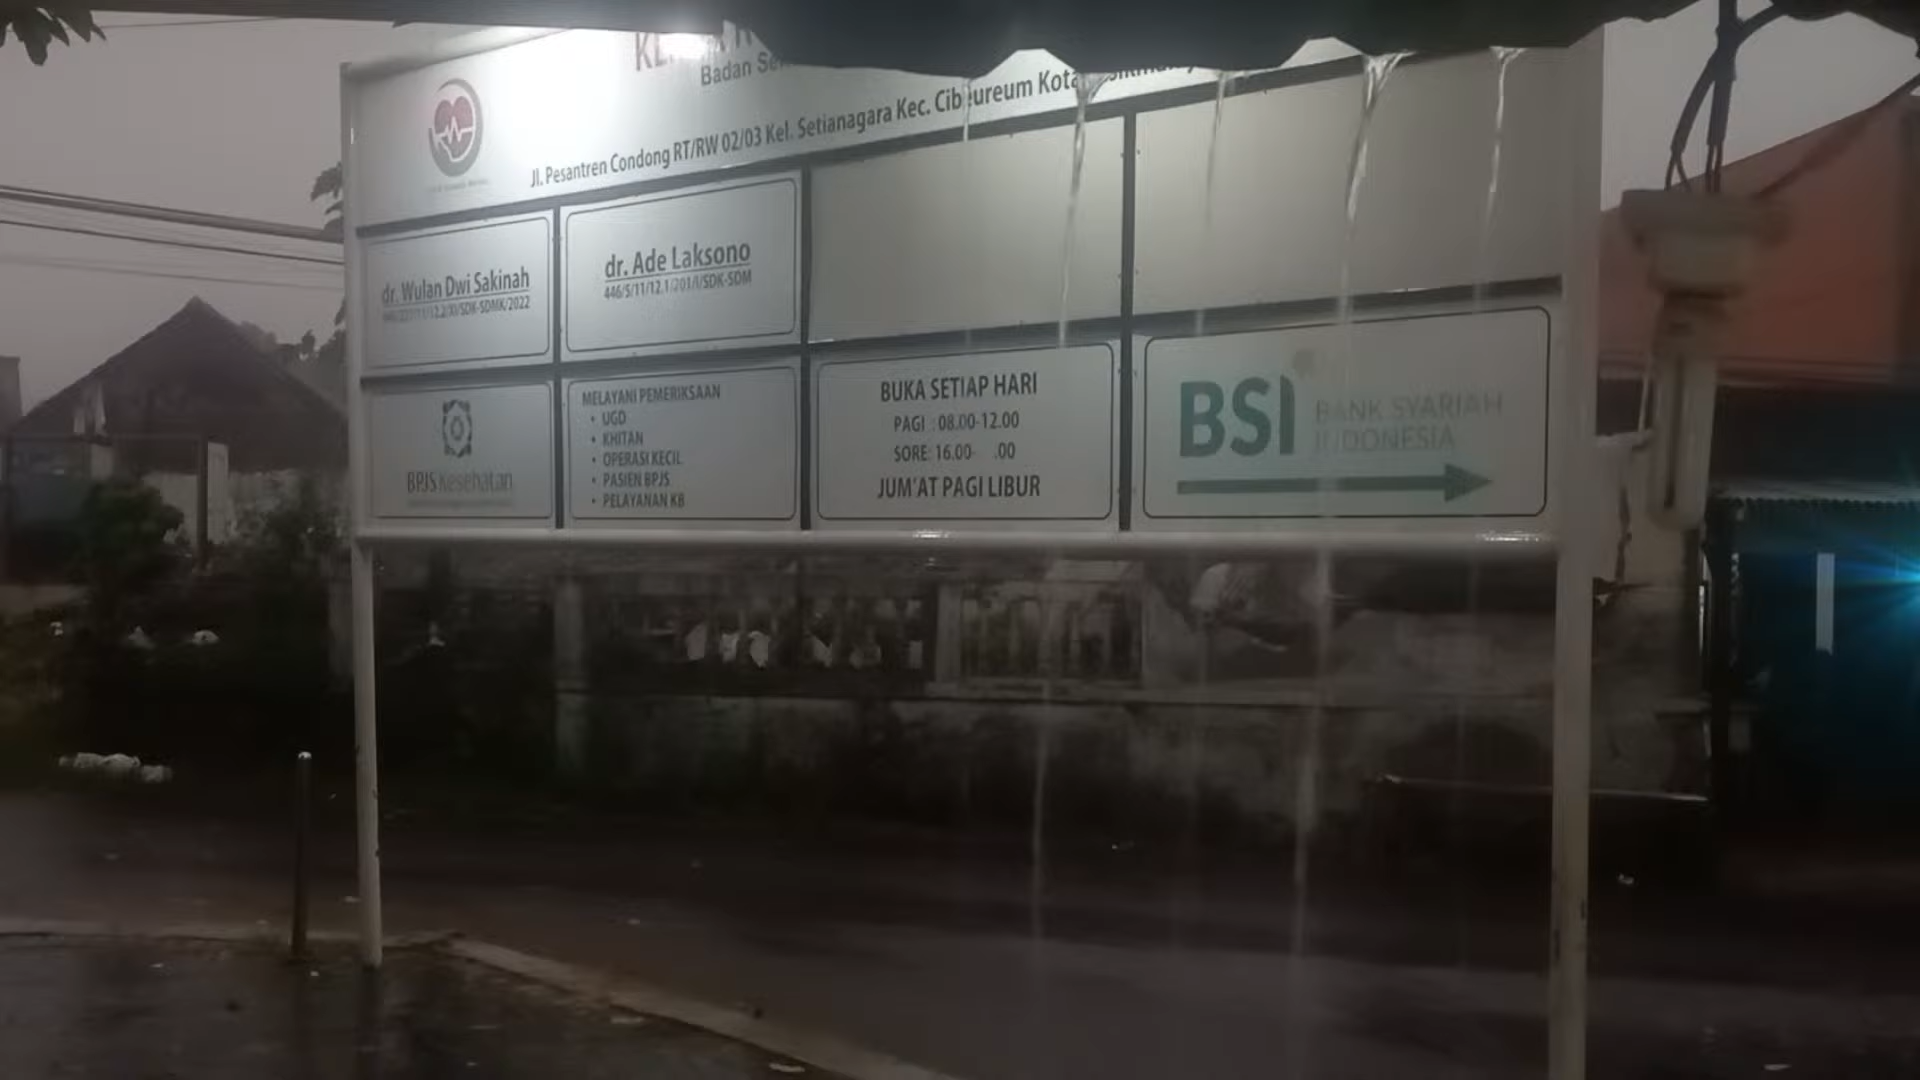 Badan
Jl. Pesantren Condong RT/RW 02/03 Kel. Setianagara Kec. Cibeureum Kota
dr. Wulan Dwi Sakinah
dr. Ade Laksono
446/5/11/12.1/201/I/SDK-SDM
BPJS Kesehatan
MELAYANI PEMERIKSAAN
• UGD
• KHITAN
• OPERASI KECIL
• PASIEN BPJS
• PELAYANAN KB
BUKA SETIAP HARI
PAGI : 08.00-12.00
SORE: 16.00- .00
JUM'AT PAGI LIBUR
BSI BANK SYARIAH
INDONESIA